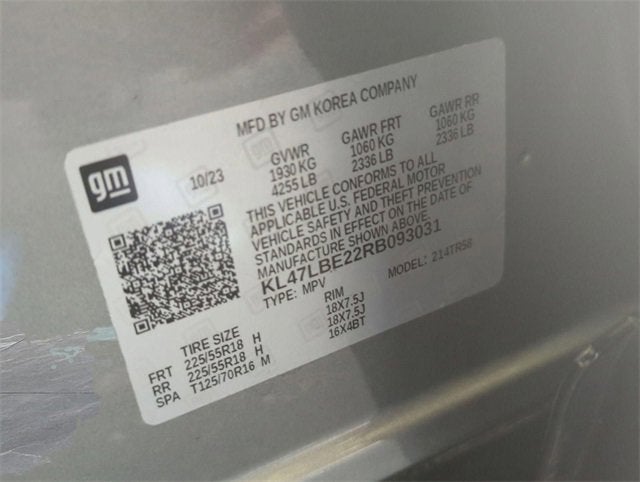 MFD BY GM KOREA COMPANY
gm
10/23
GVWR GAWR FRT GAWR RR
1930 KG 1060 KG 1060 KG
4255 LB 2336 LB 2336 LB
THIS VEHICLE CONFORMS TO ALL
APPLICABLE U.S. FEDERAL MOTOR
VEHICLE SAFETY AND THEFT PREVENTION
STANDARDS IN EFFECT ON THE DATE OF
MANUFACTURE SHOWN ABOVE.
KL47LBE22RB093031
TYPE: MPV MODEL: 214TR58
TIRE SIZE RIM
FRT 225/55R18 H 18X7.5J
RR 225/55R18 H 18X7.5J
SPA T125/70R16 M 16X4BT